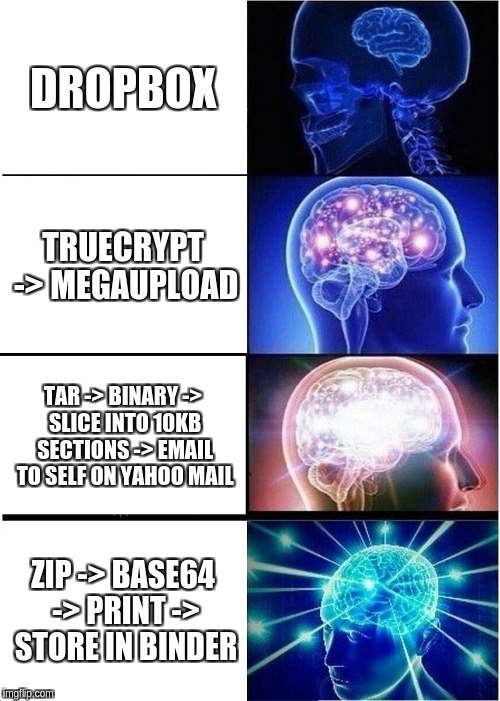 DROPBOX
TRUECRYPT
-> MEGAUPLOAD
TAR -> BINARY ->
SLICE INTO 10KB
SECTIONS -> EMAIL
TO SELF ON YAHOO MAIL
ZIP -> BASE64
-> PRINT ->
STORE IN BINDER
imgflip.com